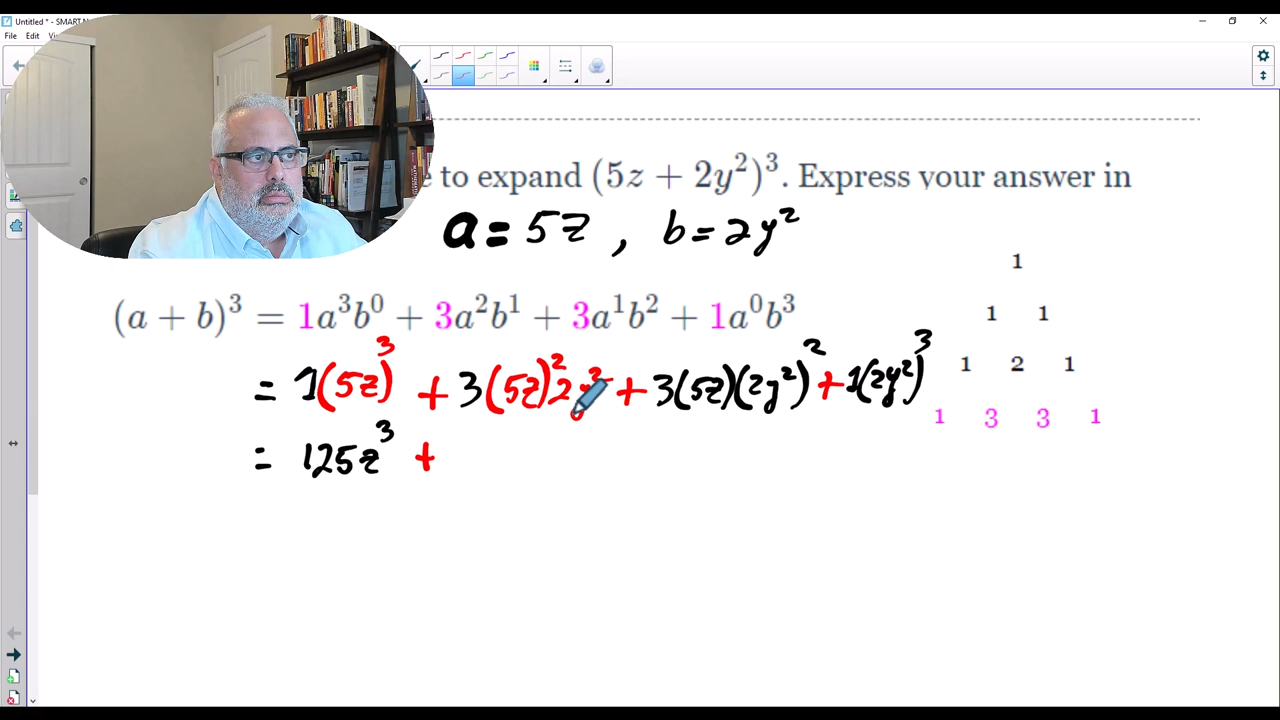 Untitled * - SMART N
File Edit Vi
e to expand (5z + 2y²)³. Express your answer in
a = 5z , b = 2y²
1
(a + b)³ = 1a³b⁰ + 3a²b¹ + 3a¹b² + 1a⁰b³
1 1
= 1(5z)³ + 3(5z)²2y² + 3(5z)(2y²)² + 1(2y²)³
1 2 1
1 3 3 1
= 125z³ +